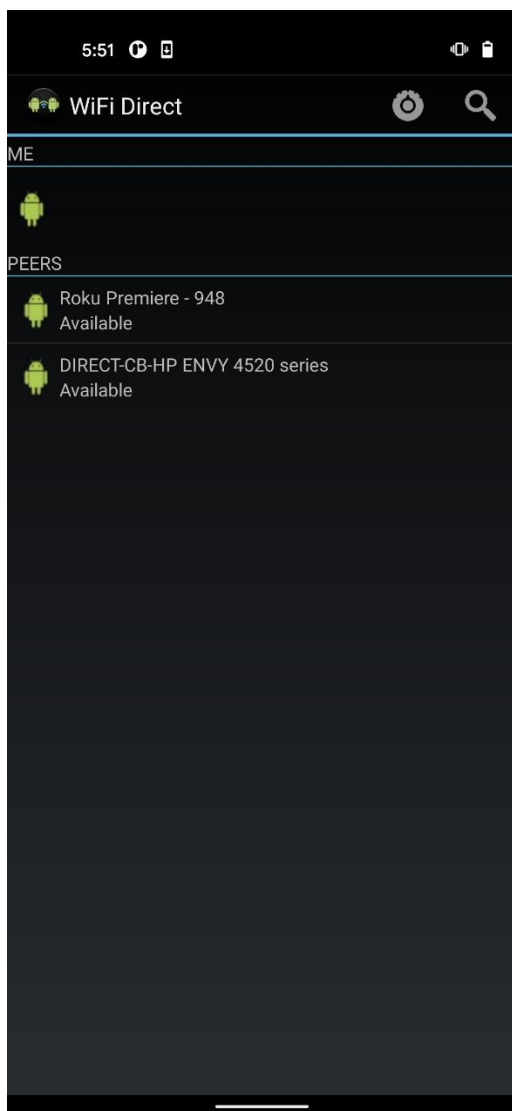 5:51
WiFi Direct
ME
PEERS
Roku Premiere - 948
Available
DIRECT-CB-HP ENVY 4520 series
Available